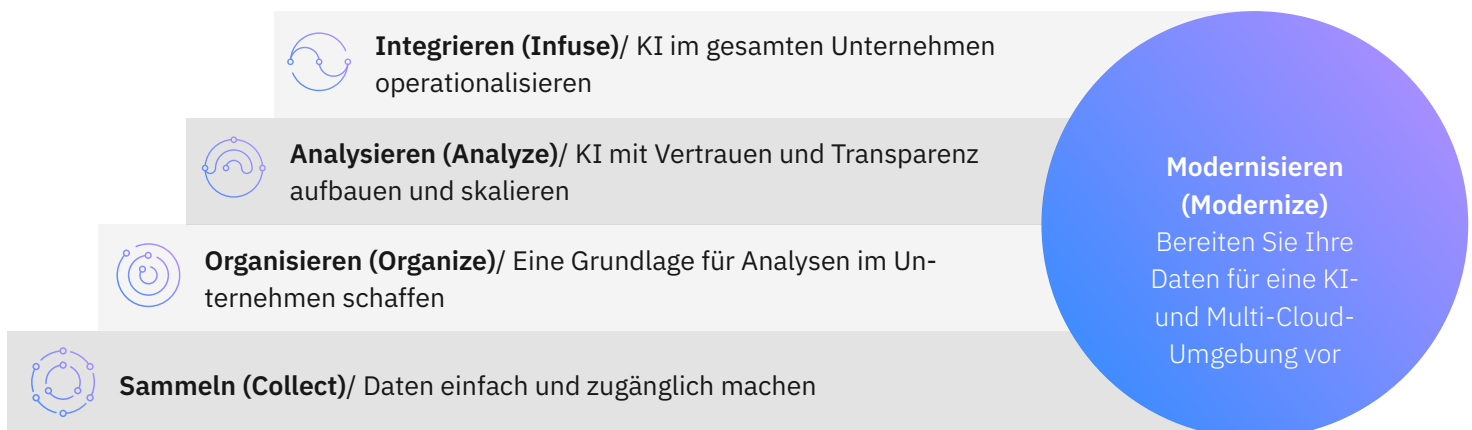 Integrieren (Infuse)/ KI im gesamten Unternehmen
operationalisieren
Analysieren (Analyze)/ KI mit Vertrauen und Transparenz
aufbauen und skalieren
Organisieren (Organize)/ Eine Grundlage für Analysen im Un-
ternehmen schaffen
Sammeln (Collect)/ Daten einfach und zugänglich machen
Modernisieren
(Modernize)
Bereiten Sie Ihre
Daten für eine KI-
und Multi-Cloud-
Umgebung vor